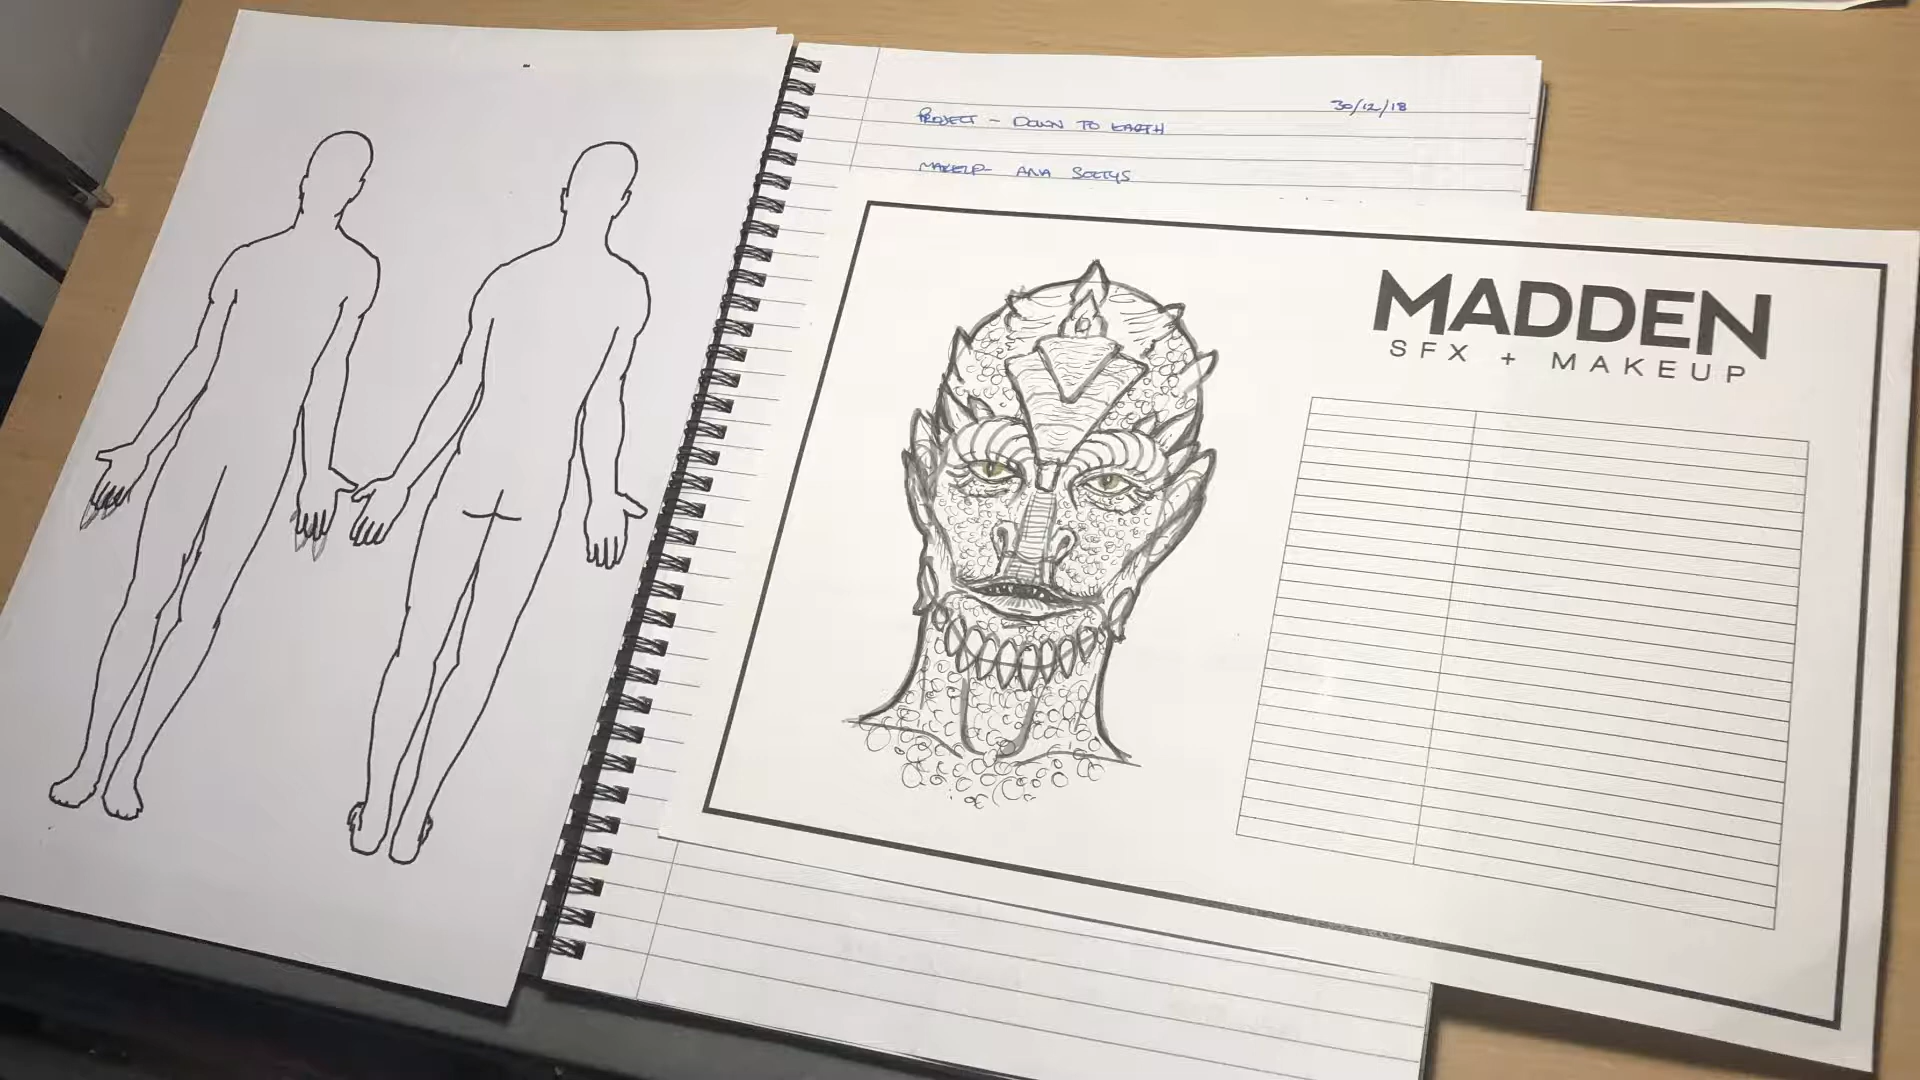 30/12/18
PROJECT - DOWN TO EARTH
MAKEUP- ANA SOLTYS
MADDEN
SFX + MAKEUP